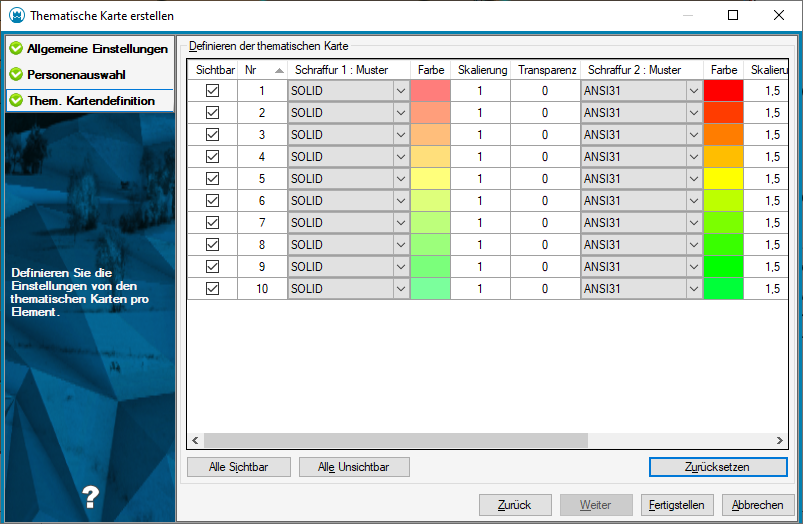 Thematische Karte erstellen
Allgemeine Einstellungen
Personenauswahl
Them. Kartendefinition
Definieren Sie die
Einstellungen von den
thematischen Karten pro
Element.
?
Definieren der thematischen Karte
Sichtbar Nr Schraffur 1 : Muster Farbe Skalierung Transparenz Schraffur 2 : Muster Farbe Skalieru
1 SOLID 1 0 ANSI31 1,5
2 SOLID 1 0 ANSI31 1,5
3 SOLID 1 0 ANSI31 1,5
4 SOLID 1 0 ANSI31 1,5
5 SOLID 1 0 ANSI31 1,5
6 SOLID 1 0 ANSI31 1,5
7 SOLID 1 0 ANSI31 1,5
8 SOLID 1 0 ANSI31 1,5
9 SOLID 1 0 ANSI31 1,5
10 SOLID 1 0 ANSI31 1,5
Alle Sichtbar Alle Unsichtbar Zurücksetzen
Zurück Weiter Fertigstellen Abbrechen